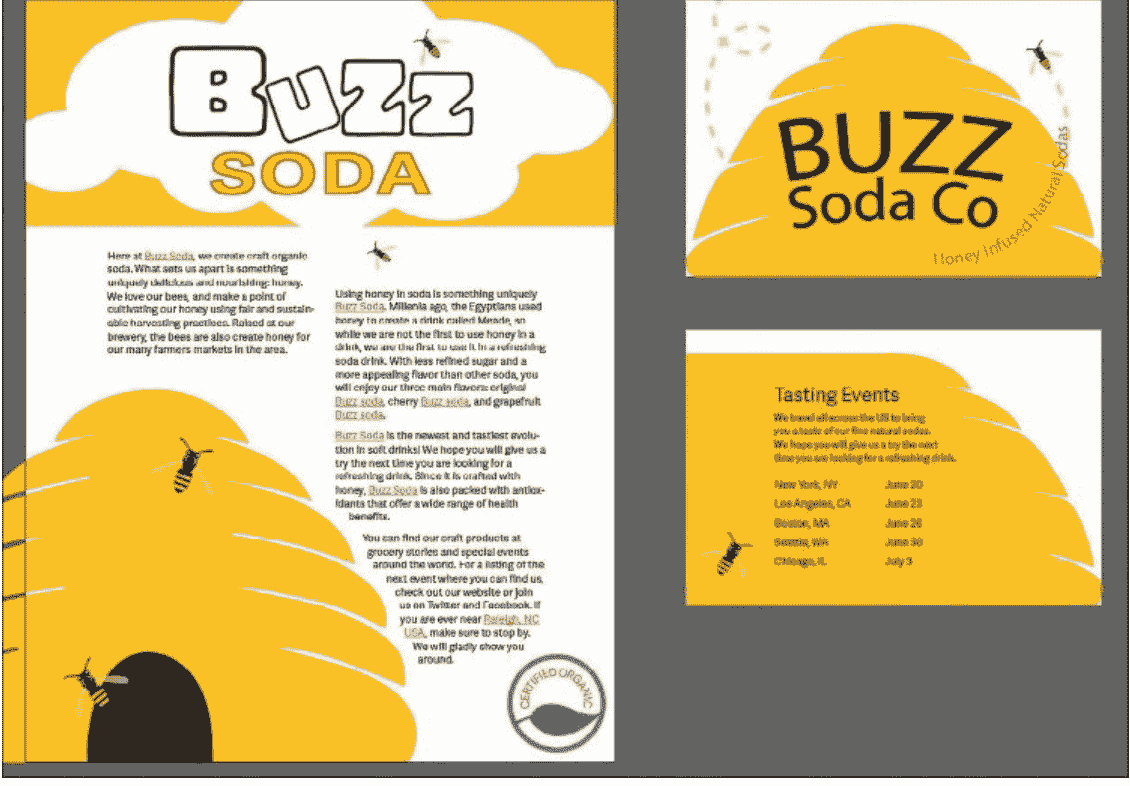 BUZZ
SODA
Here at Buzz Soda, we create craft organic
soda. What sets us apart is something
uniquely delicious and nourishing: honey.
We love our bees, and make a point of
cultivating our honey using fair and sustain-
able harvesting practices. Raised at our
brewery, the bees are also create honey for
our many farmers markets in the area.
Using honey in soda is something uniquely
Buzz Soda. Millenia ago, the Egyptians used
honey to create a drink called Meade, so
while we are not the first to use honey in a
drink, we are the first to use it in a refreshing
soda drink. With less refined sugar and a
more appealing flavor than other soda, you
will enjoy our three main flavors: original
Buzz soda, cherry Buzz soda, and grapefruit
Buzz soda.
Buzz Soda is the newest and tastiest evolu-
tion in soft drinks! We hope you will give us a
try the next time you are looking for a
refreshing drink. Since it is crafted with
honey, Buzz Soda is also packed with antiox-
idants that offer a wide range of health
benefits.
You can find our craft products at
grocery stories and special events
around the world. For a listing of the
next event where you can find us,
check out our website or join
us on Twitter and Facebook. If
you are ever near Raleigh, NC
USA, make sure to stop by.
We will gladly show you
around.
CERTIFIED ORGANIC
BUZZ
Soda Co
Honey Infused Natural Sodas
Tasting Events
We travel all across the US to bring
you a taste of our fine natural sodas.
We hope you will give us a try the next
time you are looking for a refreshing drink.
New York, NY June 20
Los Angeles, CA June 23
Boston, MA June 26
Seattle, WA June 30
Chicago, IL July 3